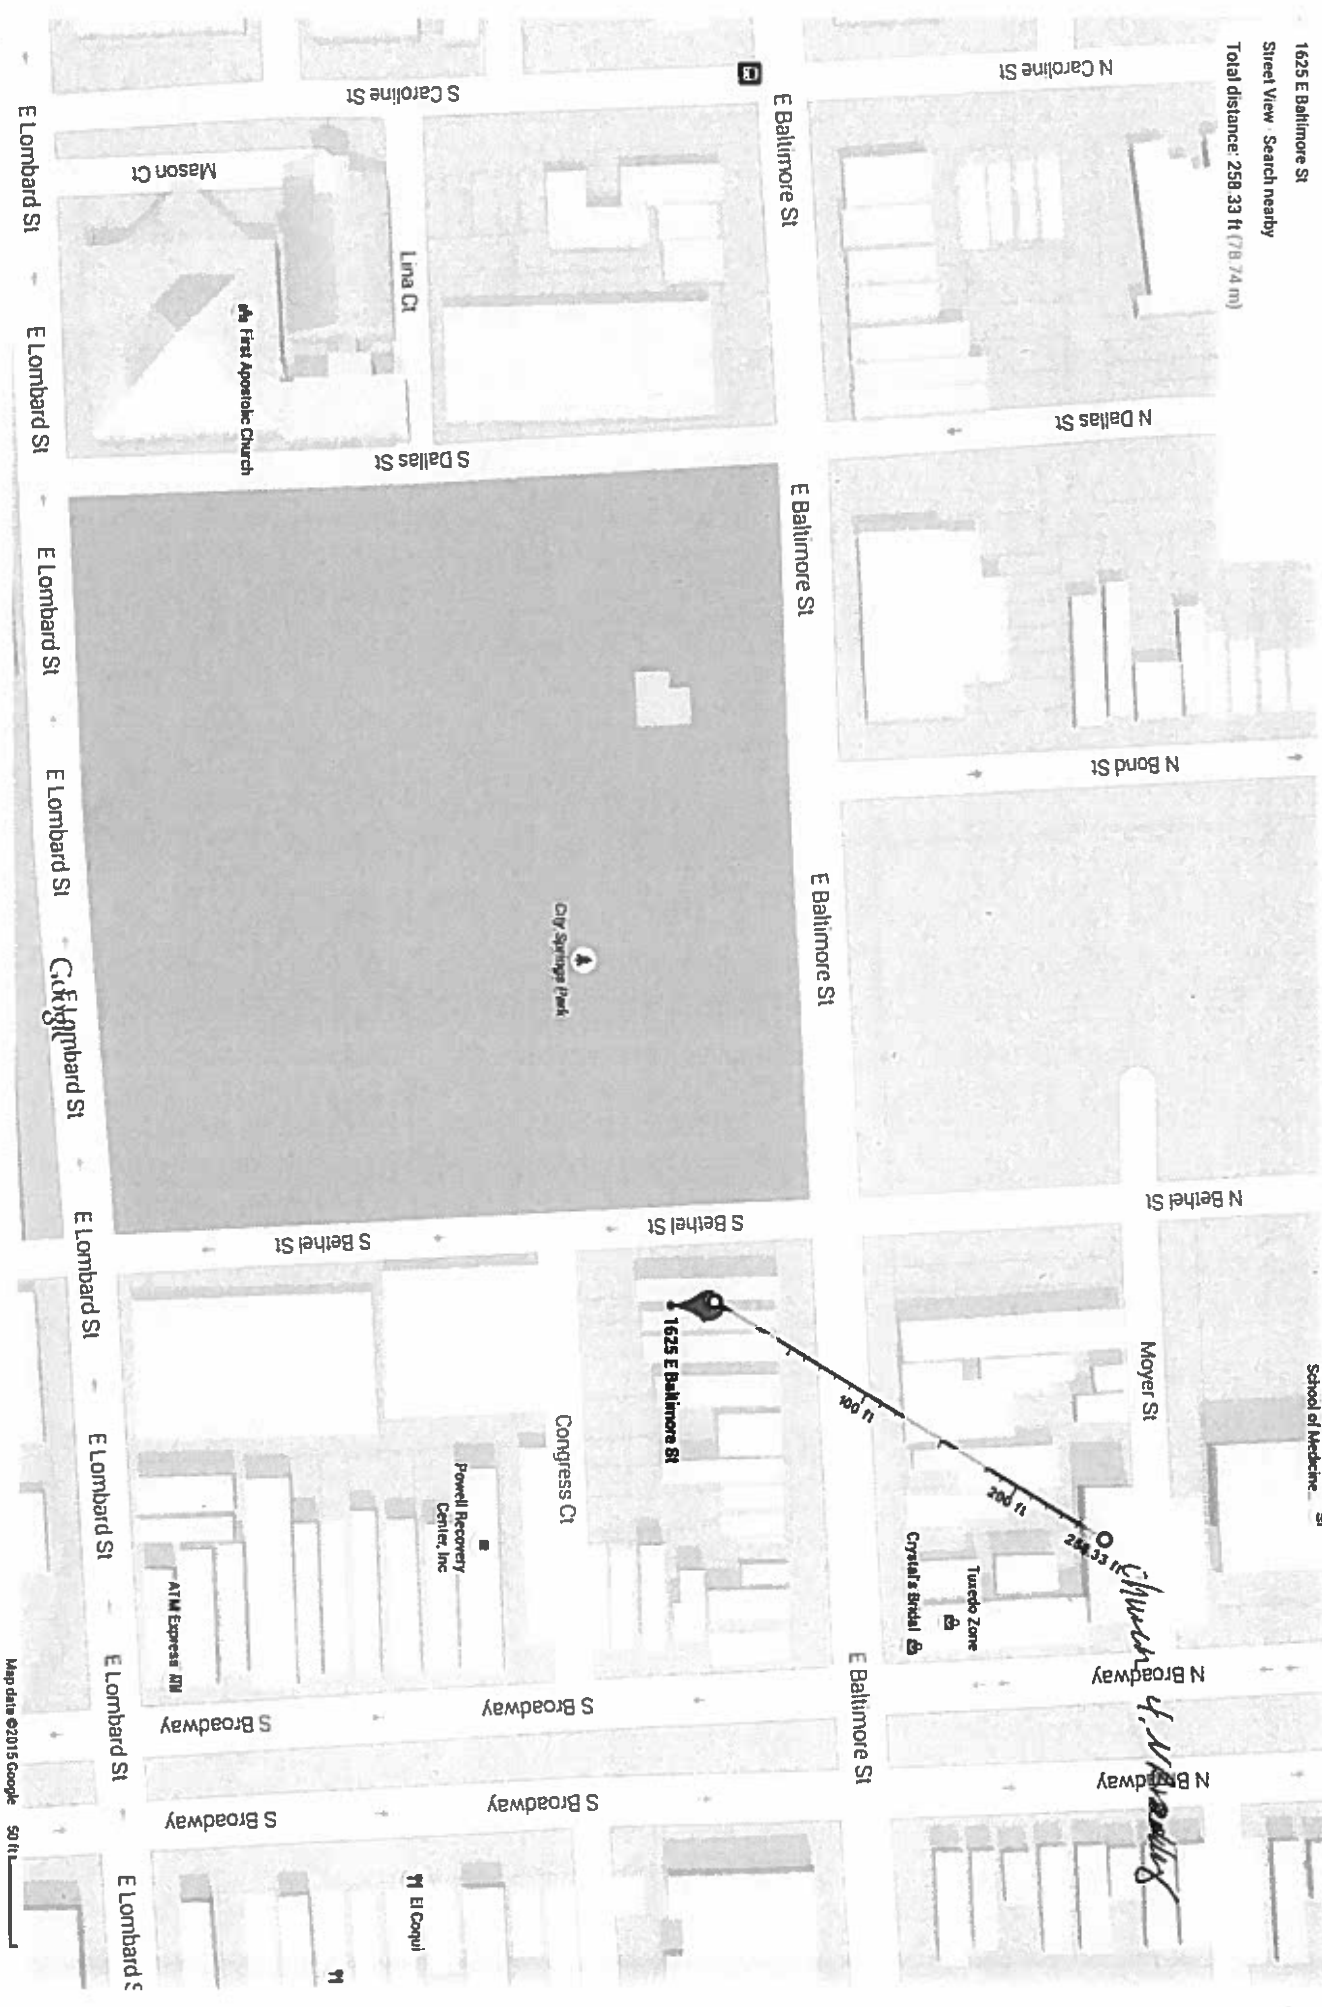 1625 E Baltimore St
Street View · Search nearby
Total distance: 258.33 ft (78.74 m)
N Caroline St
N Dallas St
N Bond St
N Bethel St
School of Medicine
Moyer St
N Broadway
N Broadway
E Baltimore St
E Baltimore St
E Baltimore St
E Baltimore St
100 ft
200 ft
258.33 ft
Church
4. N
Tuxedo Zone
Crystal's Bridal
S Caroline St
Lina Ct
Mason Ct
First Apostolic Church
S Dallas St
City Springs Park
S Bethel St
S Bethel St
1625 E Baltimore St
Congress Ct
Powell Recovery
Center, Inc
ATM Express ATM
S Broadway
S Broadway
S Broadway
S Broadway
El Coqui
E Lombard St
E Lombard St
E Lombard St
E Lombard St
E Lombard St
E Lombard St
E Lombard St
E Lombard St
E Lombard S
Google
Map data ©2015 Google
50 ft